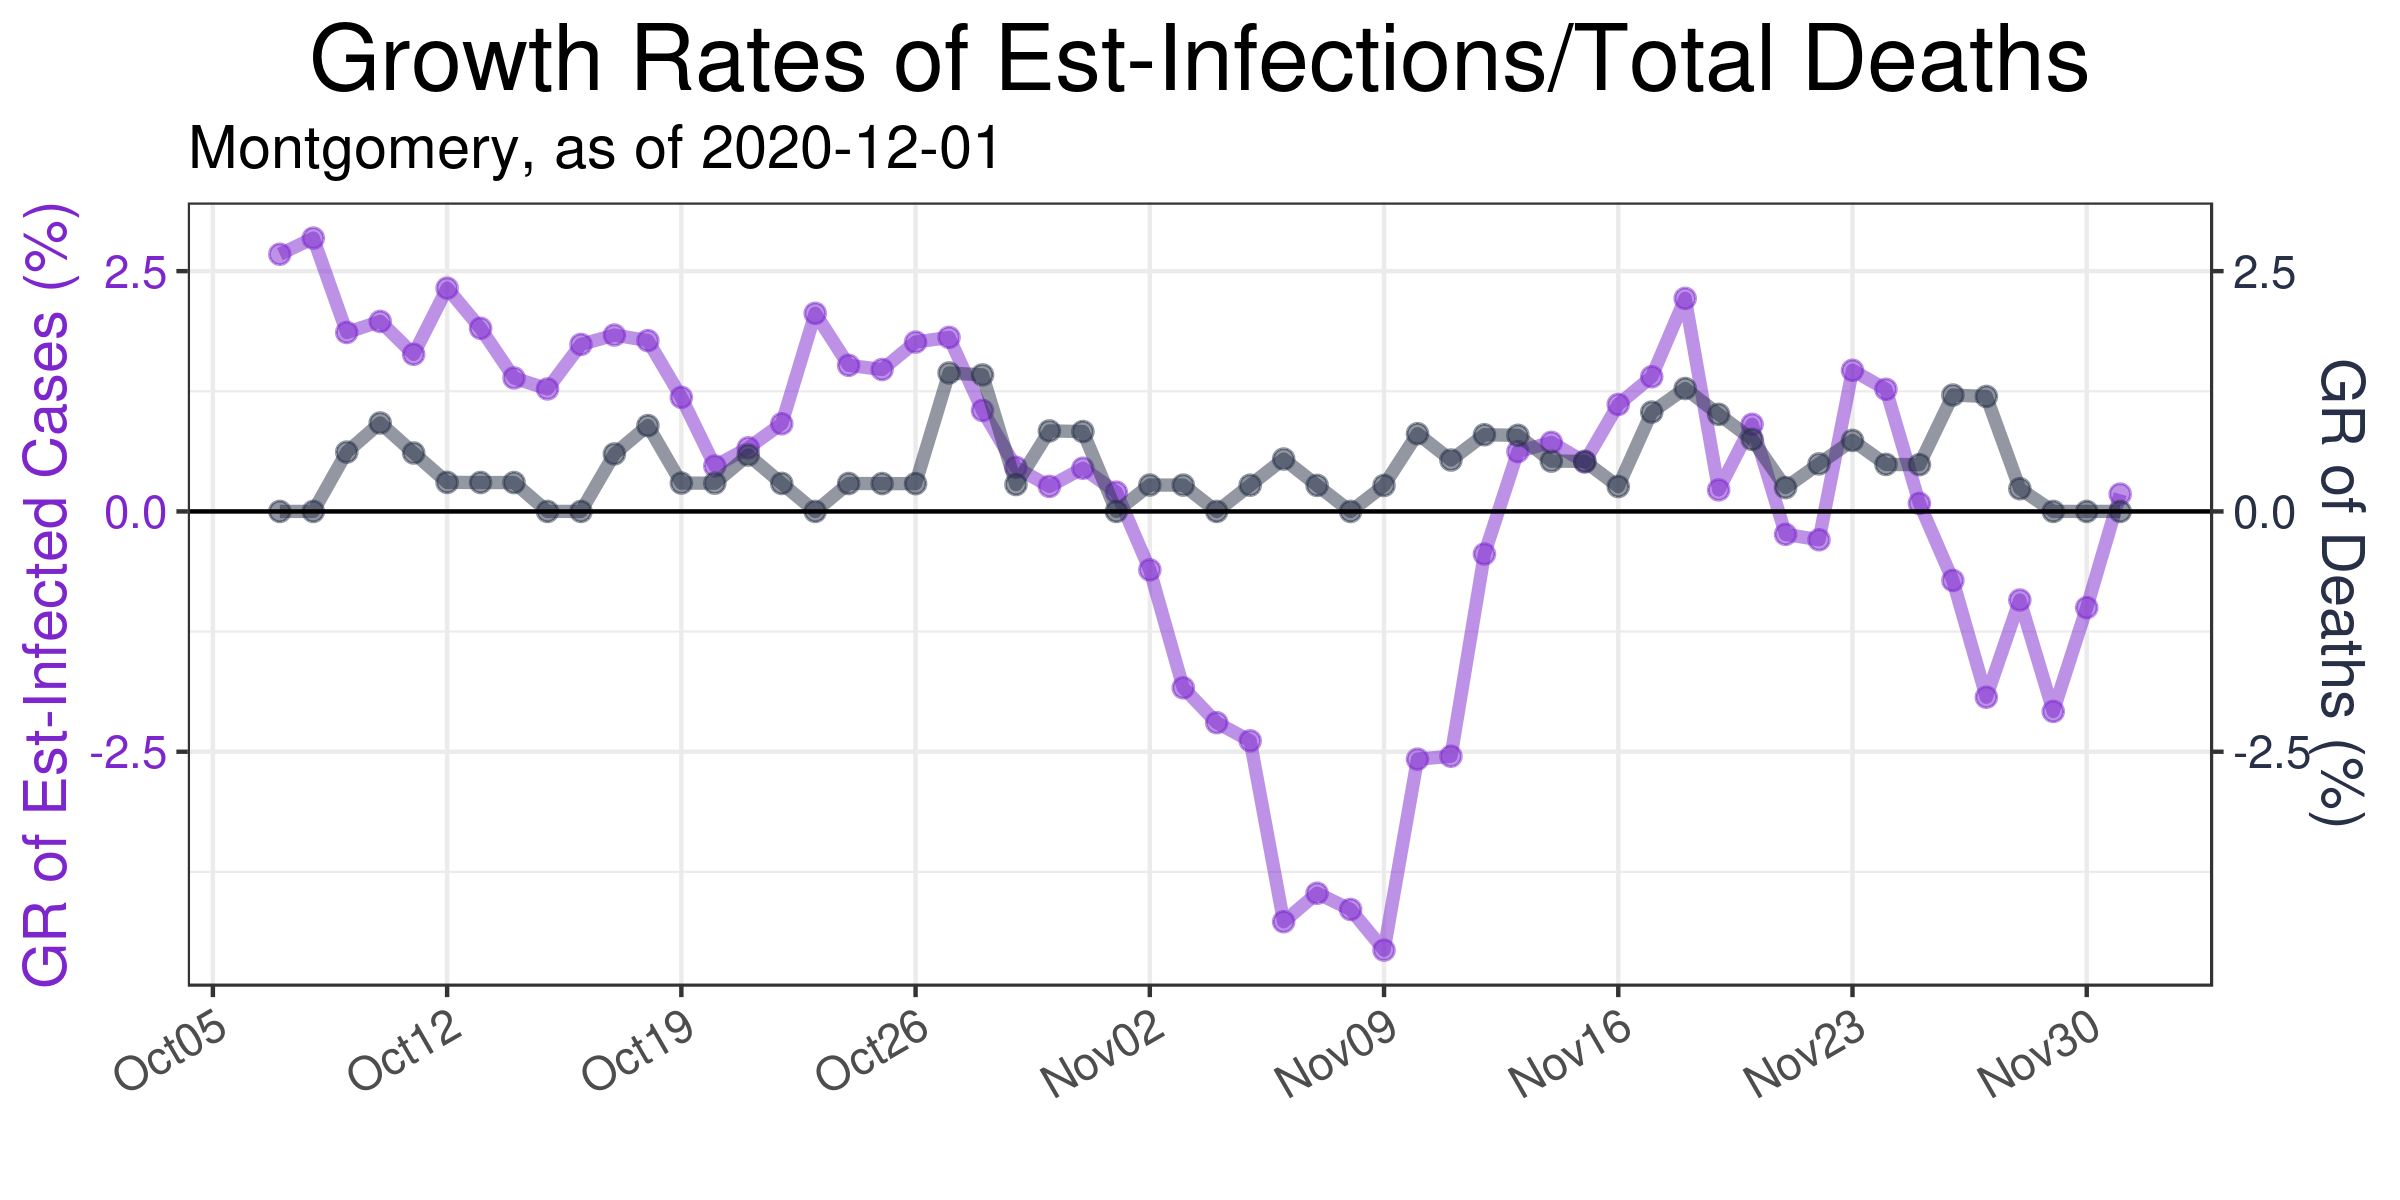 Growth Rates of Est-Infections/Total Deaths
Montgomery, as of 2020-12-01
GR of Est-Infected Cases (%)
2.5
0.0
-2.5
2.5
0.0
-2.5
GR of Deaths (%)
Oct05
Oct12
Oct19
Oct26
Nov02
Nov09
Nov16
Nov23
Nov30